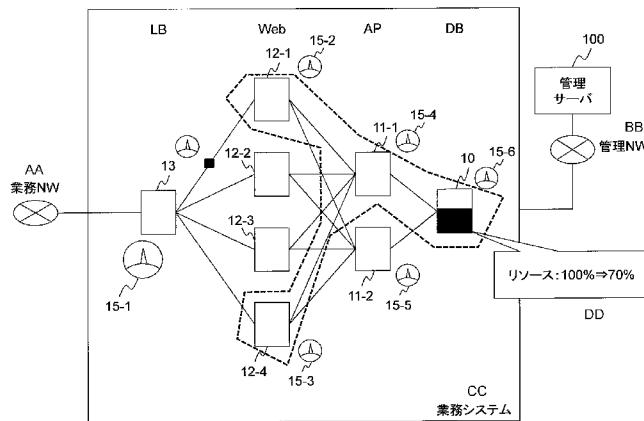 LB Web AP DB
12-1 15-2
100
管理
サーバ
15-4
11-1
BB
管理NW
15-6
10
AA
業務NW
13
12-2
12-3
15-1
11-2
15-5
リソース:100%⇒70%
DD
12-4
15-3
CC
業務システム